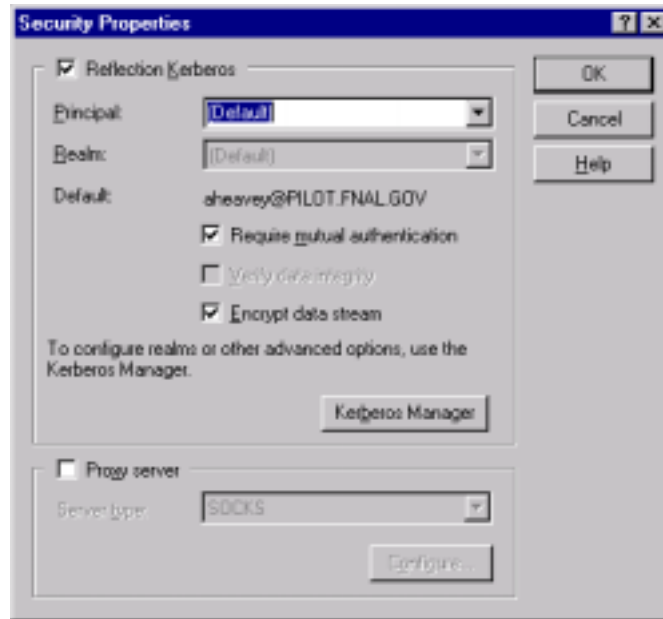 Security Properties
Reflection Kerberos
OK
Principal:
(Default)
Cancel
Realm:
(Default)
Help
Default:
aheavey@PILOT.FNAL.GOV
Require mutual authentication
Verify data integrity
Encrypt data stream
To configure realms or other advanced options, use the
Kerberos Manager.
Kerberos Manager
Proxy server
Server type:
SOCKS
Configure...